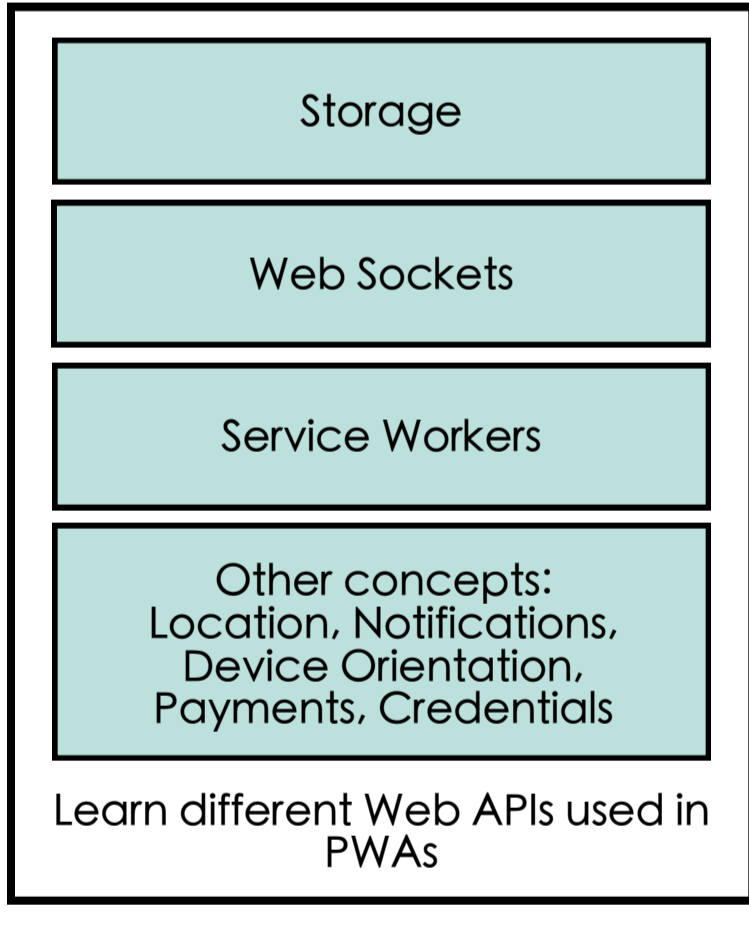 Storage
Web Sockets
Service Workers
Other concepts:
Location, Notifications,
Device Orientation,
Payments, Credentials
Learn different Web APIs used in
PWAs